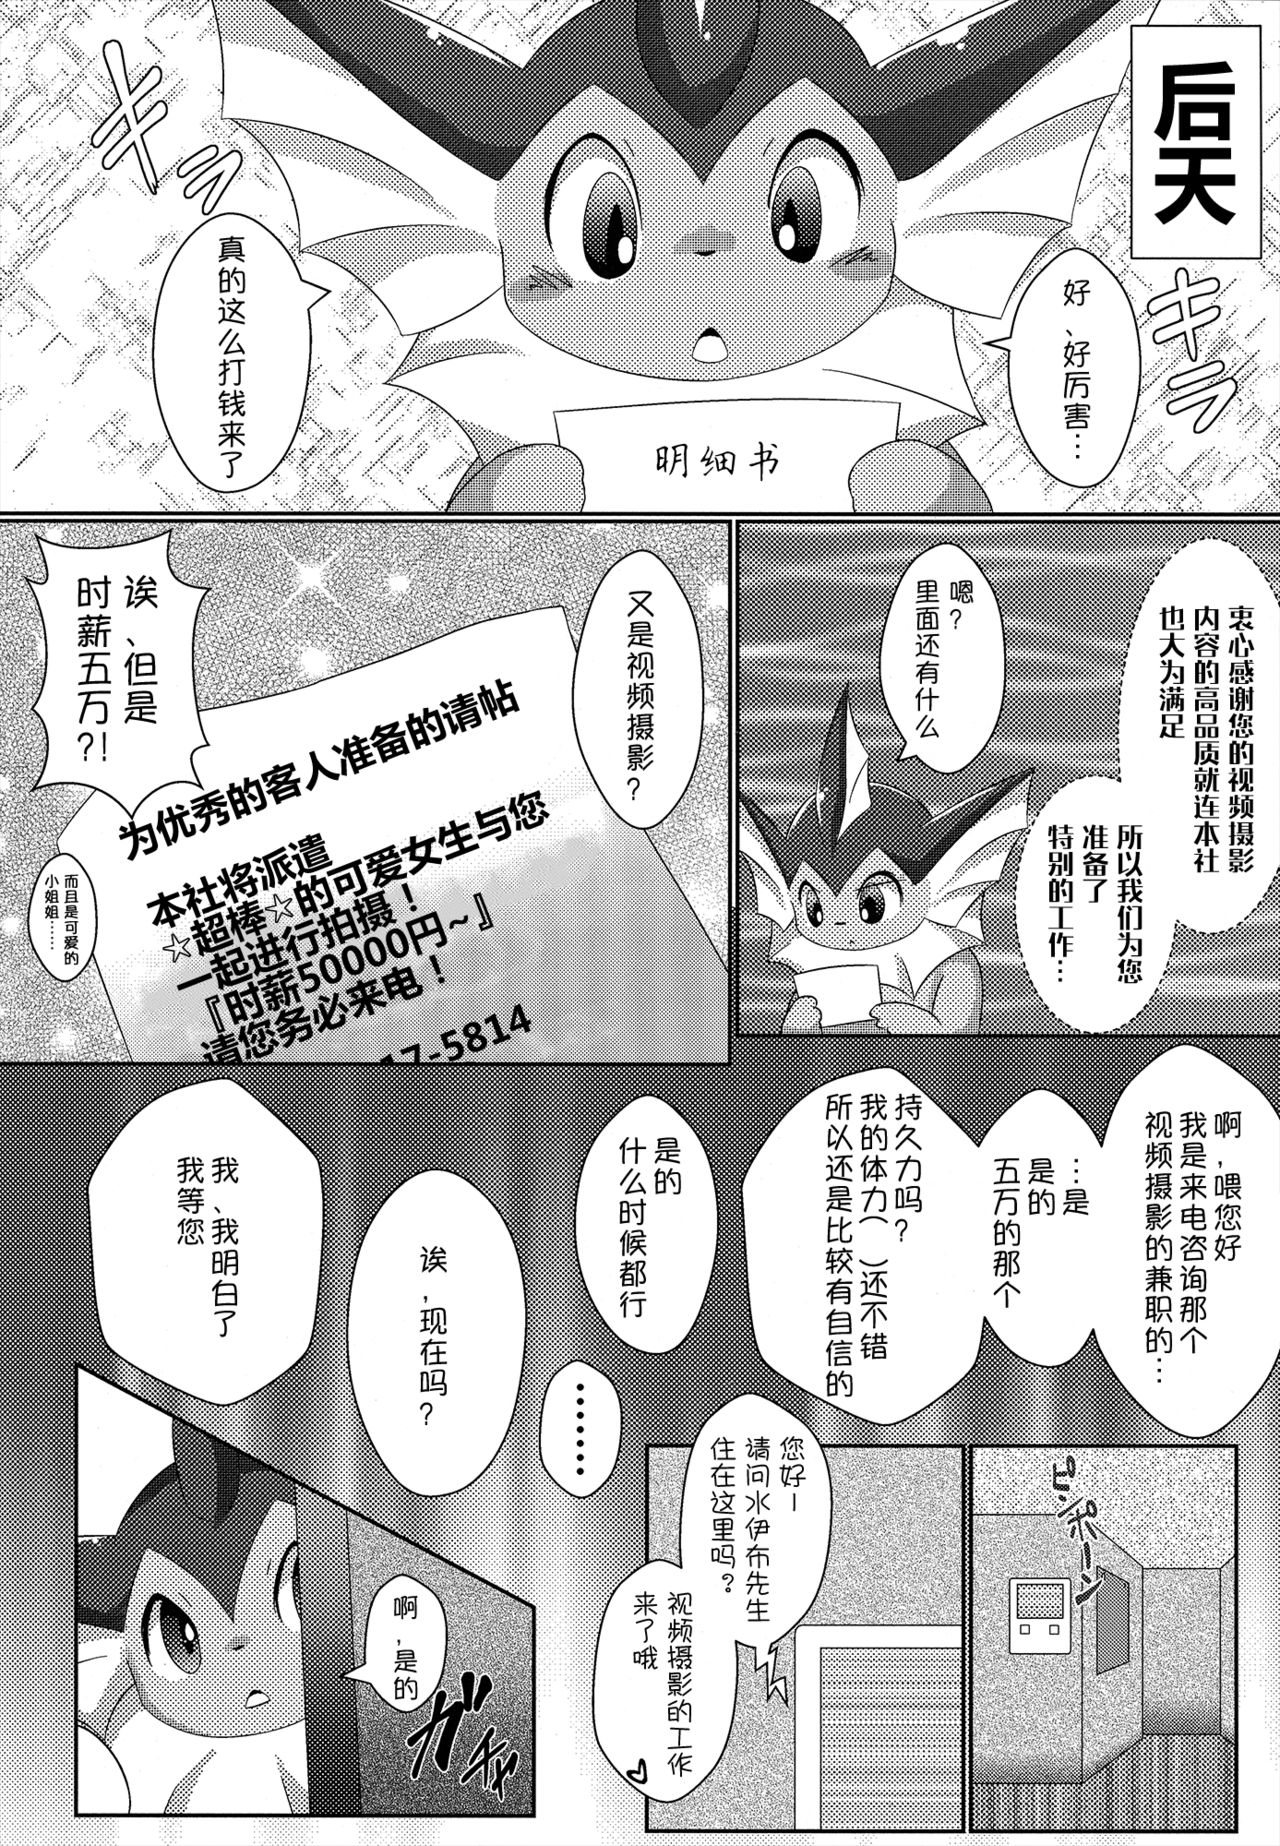 后天
キラ
好、好厉害…
キラ
真的这么打钱来了
明细书
衷心感谢您的视频摄影
内容的高品质就连本社
也大为满足
所以我们为您
准备了
特别的工作…
嗯?
里面还有什么
又是视频摄影?
为优秀的客人准备的请帖
本社将派遣
☆超棒☆的可爱女生与您
一起进行拍摄!
『时薪50000円~』
请您务必来电!
17-5814
诶、但是
时薪五万?!
而且是可爱的
小姐姐……
啊,喂您好
我是来电咨询那个
视频摄影的兼职的…
…是
是的
五万的那个
持久力吗?
我的体力()还不错
所以还是比较有自信的
是的
什么时候都行
……
诶,现在吗?
我、我明白了
我等您
ピンポーン
您好ー
请问水伊布先生
住在这里吗?
视频摄影的工作
来了哦
♡
啊,是的
ガチャ